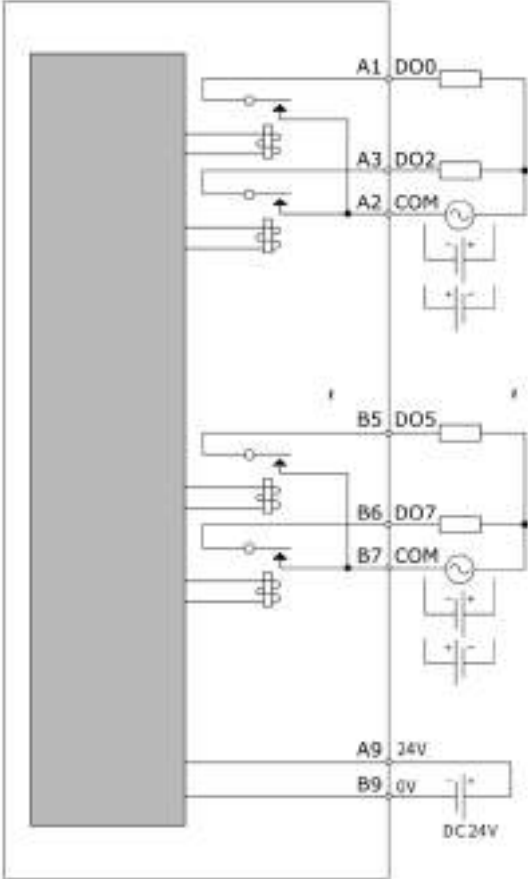 A1 DO0
A3 DO2
A2 COM
- +
+ -
B5 DO5
B6 DO7
B7 COM
- +
+ -
A9 24V
B9 0V
- +
DC24V